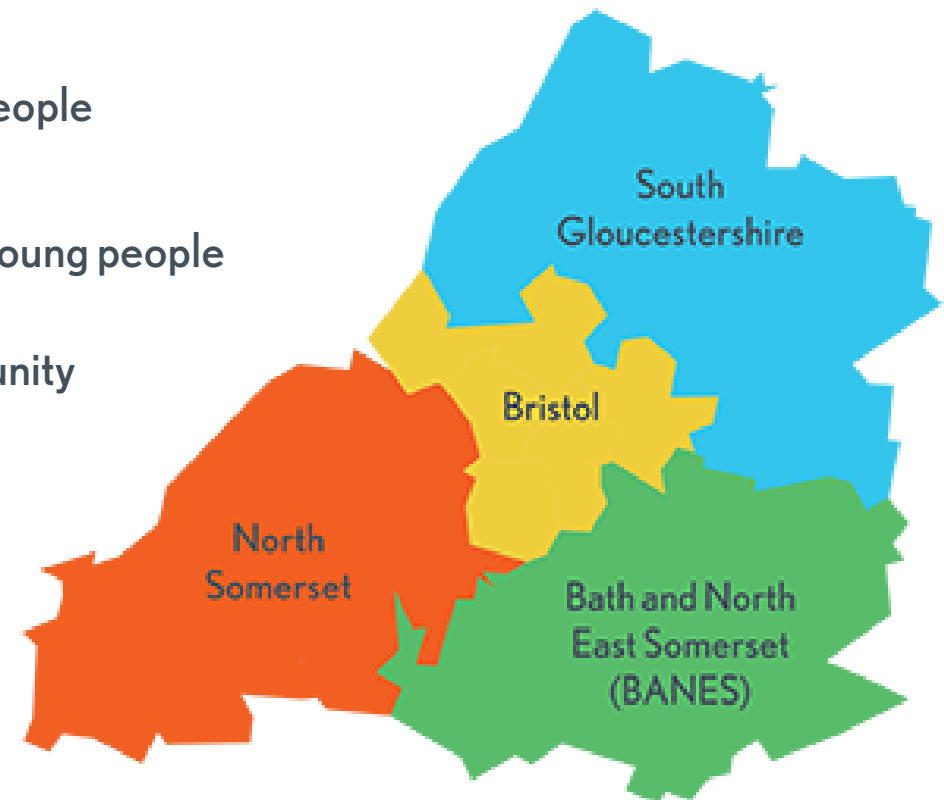 eople
oung people
unity
South
Gloucestershire
Bristol
North
Somerset
Bath and North
East Somerset
(BANES)